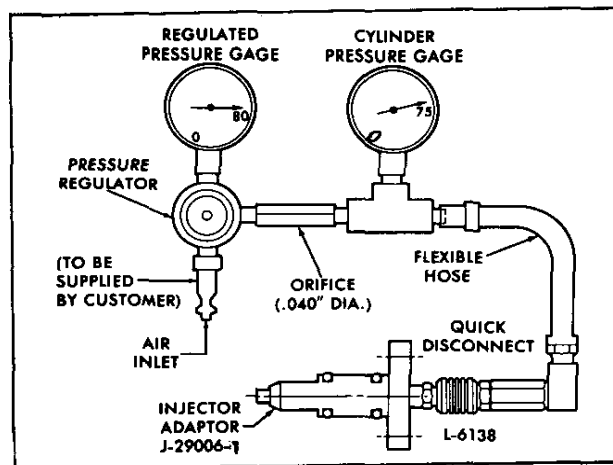 REGULATED
PRESSURE GAGE
CYLINDER
PRESSURE GAGE
80
0
75
0
PRESSURE
REGULATOR
(TO BE
SUPPLIED
BY CUSTOMER)
ORIFICE
(.040" DIA.)
FLEXIBLE
HOSE
AIR
INLET
QUICK
DISCONNECT
INJECTOR
ADAPTOR
J-29006-1
L-6138